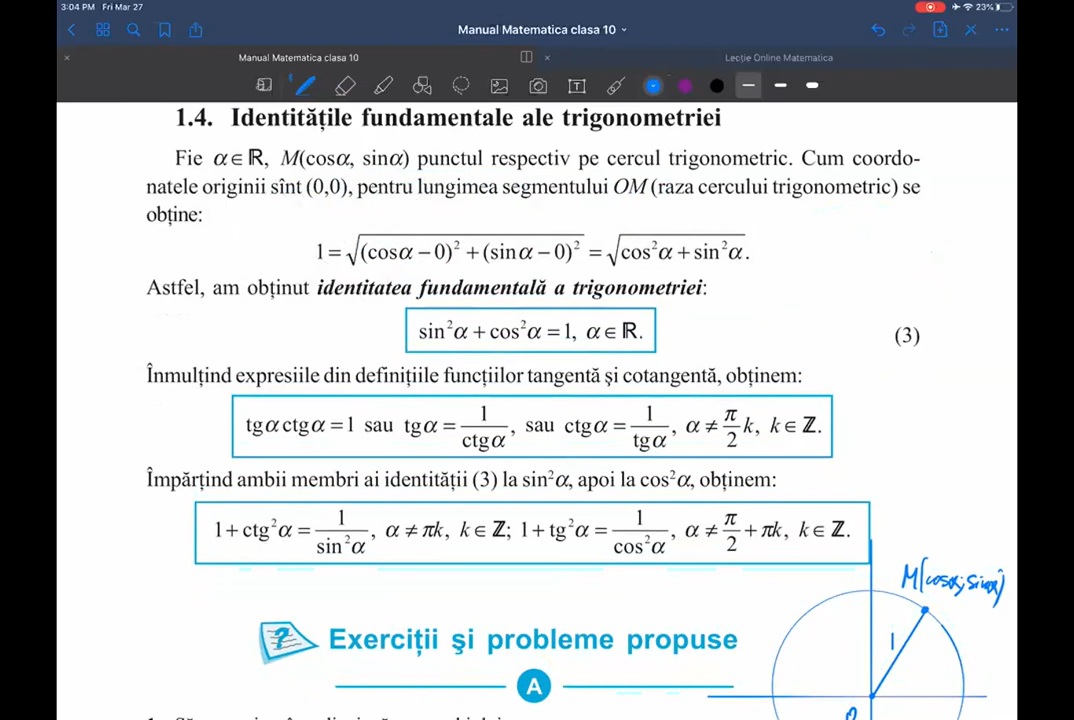 3:04 PM Fri Mar 27
23%
Manual Matematica clasa 10
Manual Matematica clasa 10
Lecție Online Matematica
1.4. Identitățile fundamentale ale trigonometriei
Fie α∈ℝ, M(cosα, sinα) punctul respectiv pe cercul trigonometric. Cum coordo-
natele originii sînt (0,0), pentru lungimea segmentului OM (raza cercului trigonometric) se
obține:
1 = √((cosα − 0)² + (sinα − 0)²) = √(cos²α + sin²α).
Astfel, am obținut identitatea fundamentală a trigonometriei:
sin²α + cos²α = 1, α∈ℝ.
(3)
Înmulțind expresiile din definițiile funcțiilor tangentă și cotangentă, obținem:
tgα ctgα = 1 sau tgα = 1/ctgα, sau ctgα = 1/tgα, α ≠ π/2 k, k∈ℤ.
Împărțind ambii membri ai identității (3) la sin²α, apoi la cos²α, obținem:
1 + ctg²α = 1/sin²α, α ≠ πk, k∈ℤ; 1 + tg²α = 1/cos²α, α ≠ π/2 + πk, k∈ℤ.
M(cosα; sinα)
Exerciții și probleme propuse
1
A